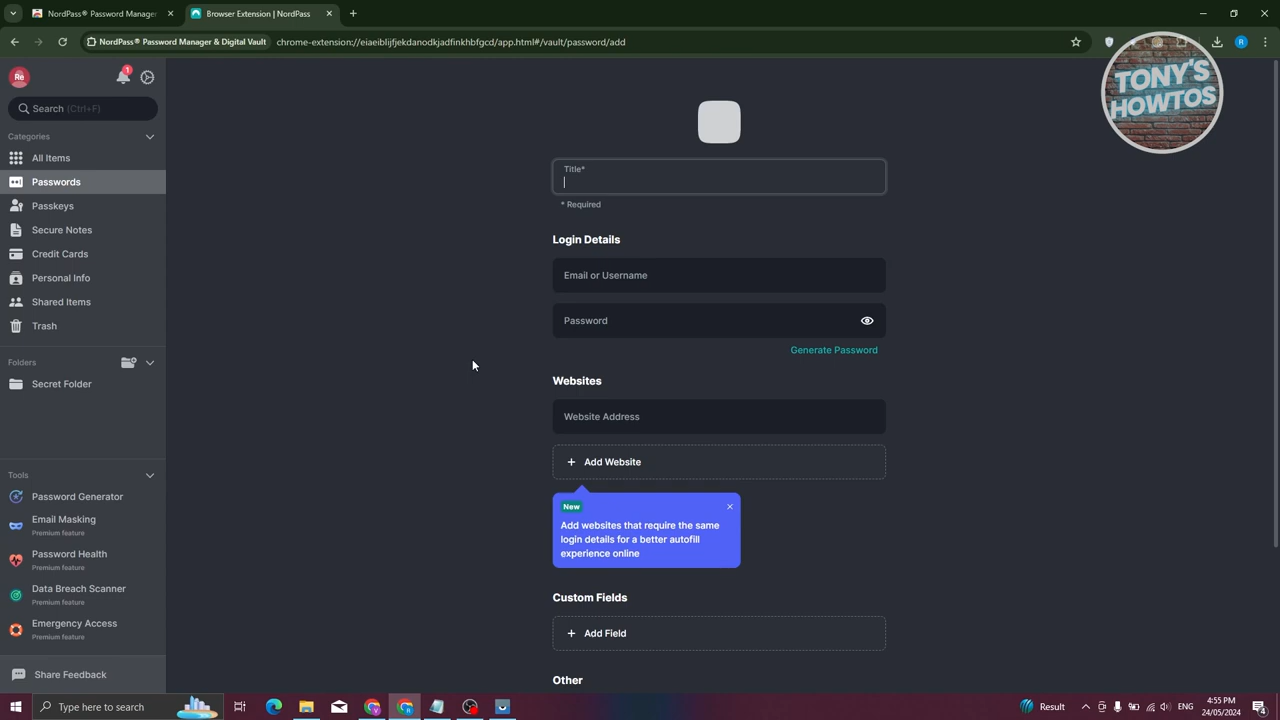 NordPass® Password Manager
Browser Extension | NordPass
NordPass® Password Manager & Digital Vault
chrome-extension://eiaeiblijfjekdanodkjadfinkhbfgcd/app.html#/vault/password/add
R
TONY'S
HOWTOS
Re
1
Search (Ctrl+F)
Categories
All Items
Passwords
Passkeys
Secure Notes
Credit Cards
Personal Info
Shared Items
Trash
Folders
Secret Folder
Tools
Password Generator
Email Masking
Premium feature
Password Health
Premium feature
Data Breach Scanner
Premium feature
Emergency Access
Premium feature
Share Feedback
Title*
* Required
Login Details
Email or Username
Password
Generate Password
Websites
Website Address
+ Add Website
New
Add websites that require the same
login details for a better autofill
experience online
Custom Fields
+ Add Field
Other
Type here to search
Result
4:55 PM
24/05/2024
4